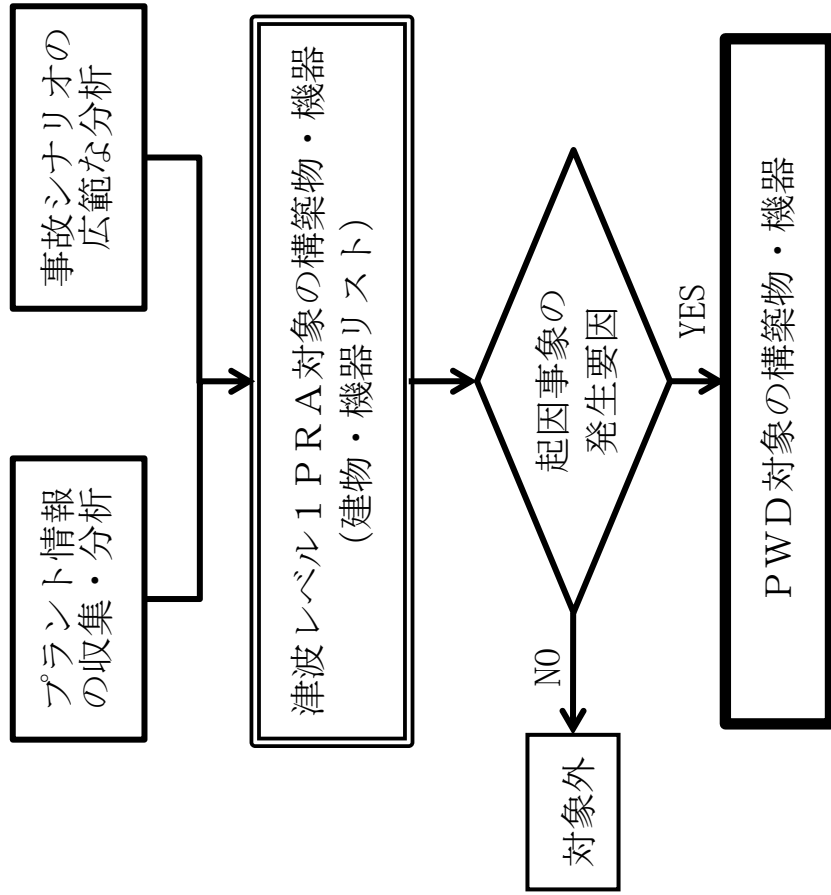 プラント情報
の収集・分析
事故シナリオの
広範な分析
津波レベル１ＰＲＡ対象の構築物・機器
(建物・機器リスト)
起因事象の
発生要因
NO
YES
対象外
ＰＷＤ対象の構築物・機器